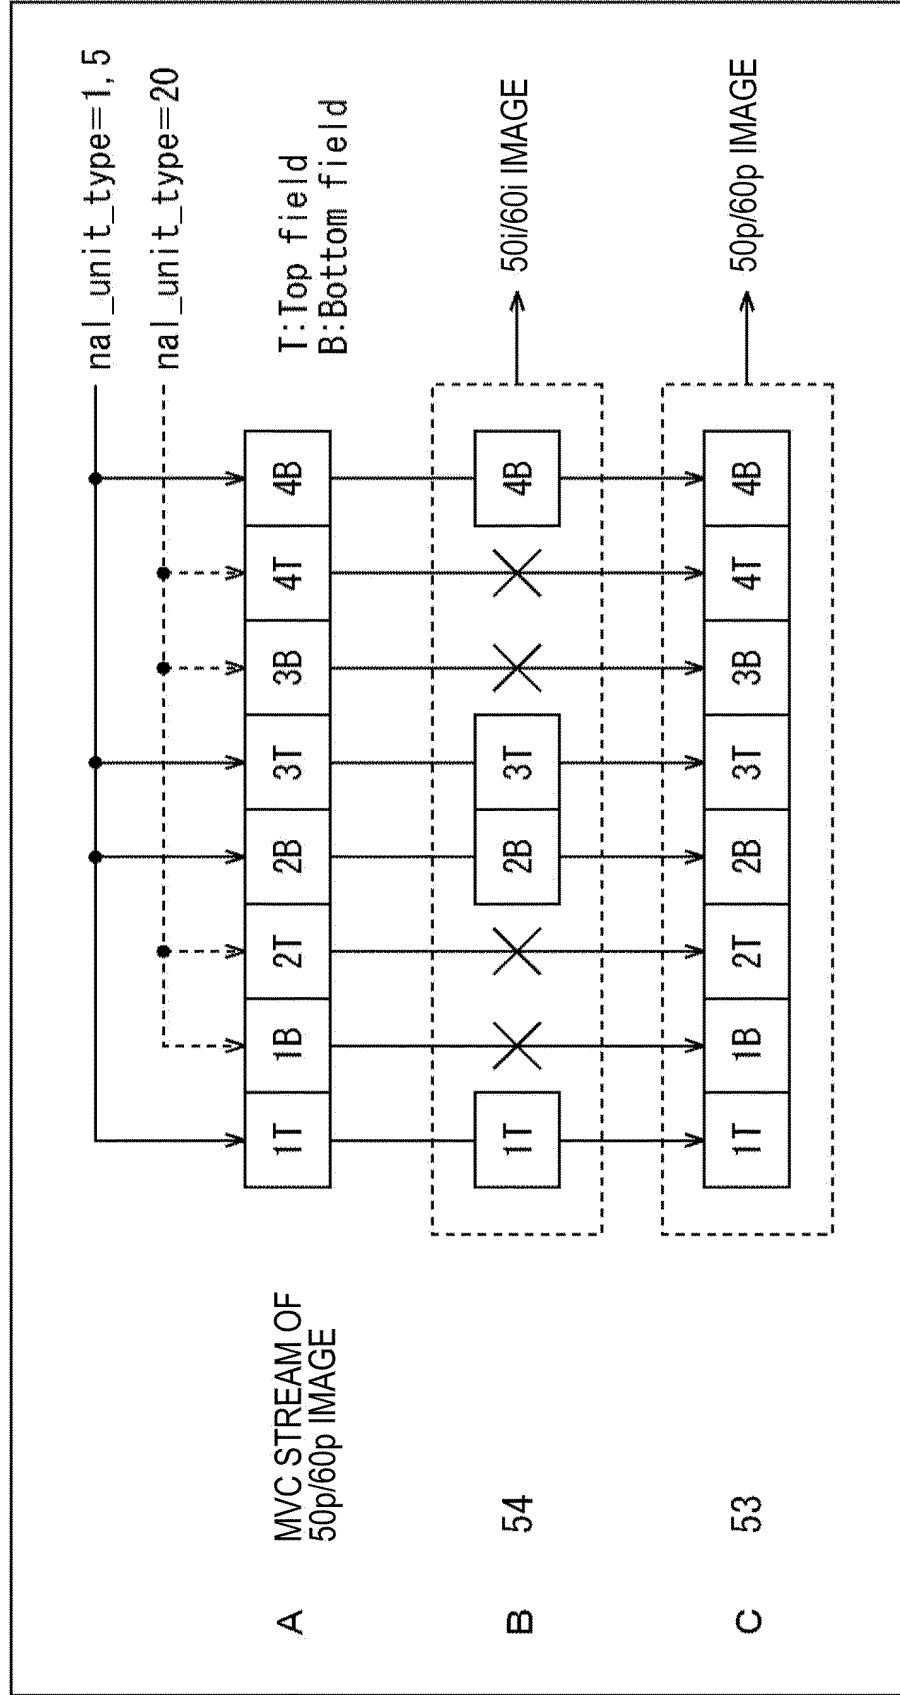 nal_unit_type=1, 5
nal_unit_type=20
T:Top field
B:Bottom field
A
MVC STREAM OF
50p/60p IMAGE
1T 1B 2T 2B 3T 3B 4T 4B
B
54
1T 2B 3T 4B
50i/60i IMAGE
C
53
1T 1B 2T 2B 3T 3B 4T 4B
50p/60p IMAGE